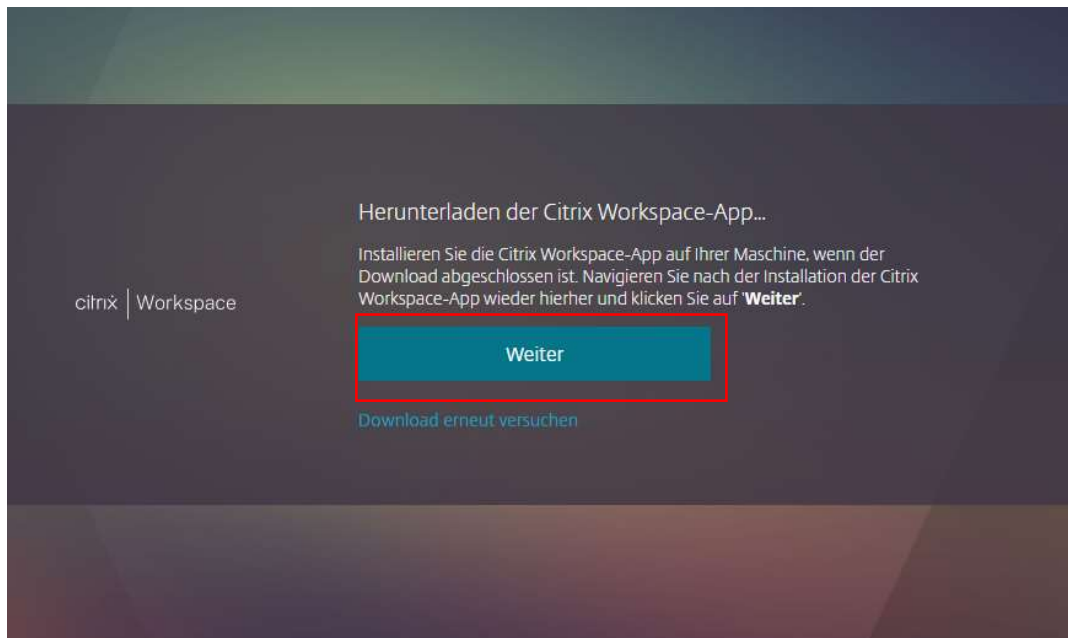 Herunterladen der Citrix Workspace-App...
Installieren Sie die Citrix Workspace-App auf Ihrer Maschine, wenn der
Download abgeschlossen ist. Navigieren Sie nach der Installation der Citrix
Workspace-App wieder hierher und klicken Sie auf 'Weiter'.
citrix | Workspace
Weiter
Download erneut versuchen